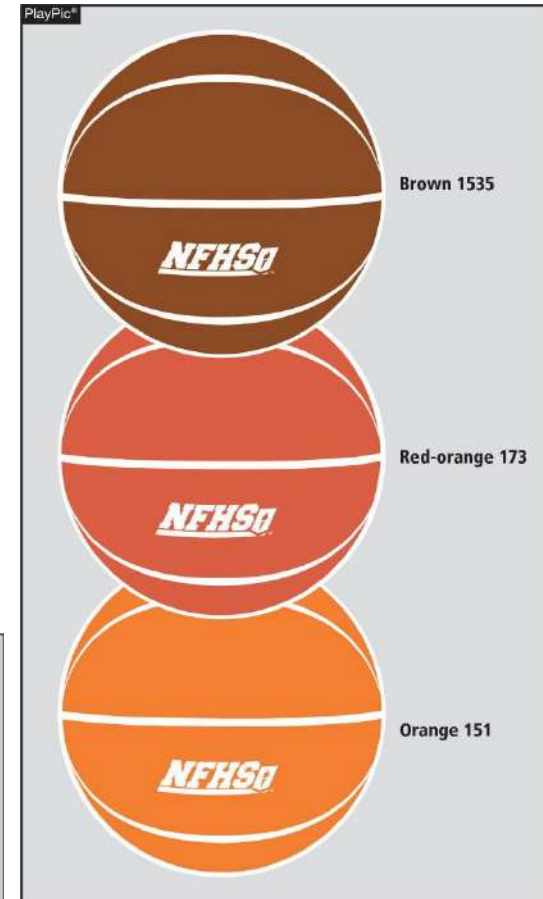 PlayPic®
Brown 1535
NFHS
Red-orange 173
NFHS
Orange 151
NFHS